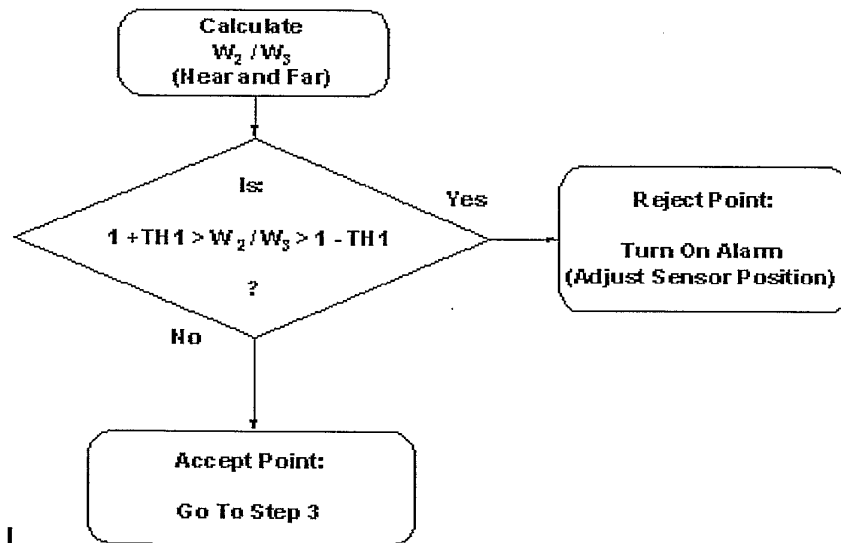 Calculate
W2 / W3
(Near and Far)
Is:
1 + TH1 > W2 / W3 > 1 - TH1
?
Yes
No
Reject Point:
Turn On Alarm
(Adjust Sensor Position)
Accept Point:
Go To Step 3